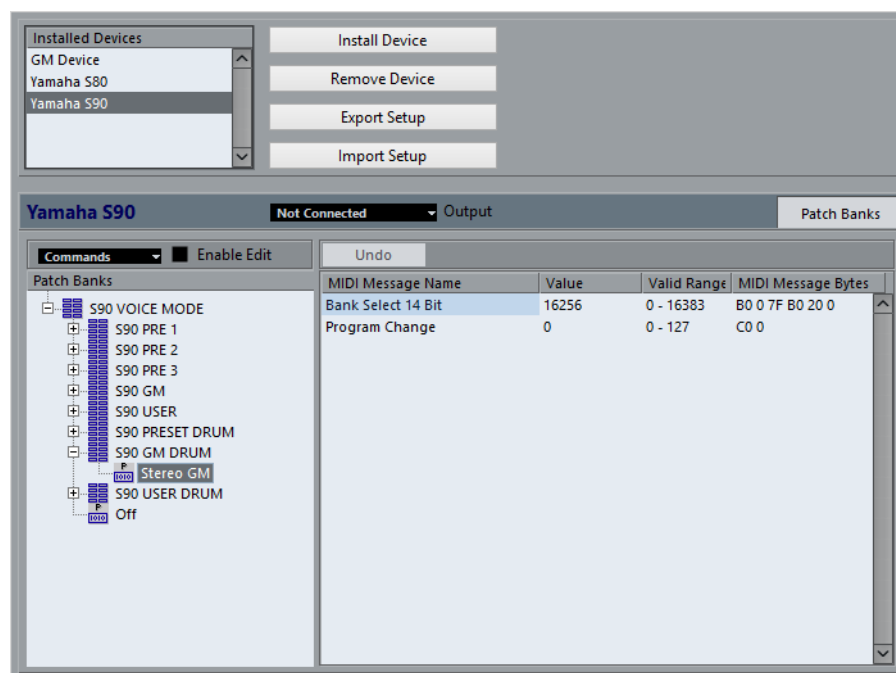 Installed Devices
GM Device
Yamaha S80
Yamaha S90
Install Device
Remove Device
Export Setup
Import Setup
Yamaha S90
Not Connected
Output
Patch Banks
Commands
Enable Edit
Undo
Patch Banks
S90 VOICE MODE
S90 PRE 1
S90 PRE 2
S90 PRE 3
S90 GM
S90 USER
S90 PRESET DRUM
S90 GM DRUM
P 1010 Stereo GM
S90 USER DRUM
P 1010 Off
MIDI Message Name Value Valid Range MIDI Message Bytes
Bank Select 14 Bit 16256 0 - 16383 B0 0 7F B0 20 0
Program Change 0 0 - 127 C0 0